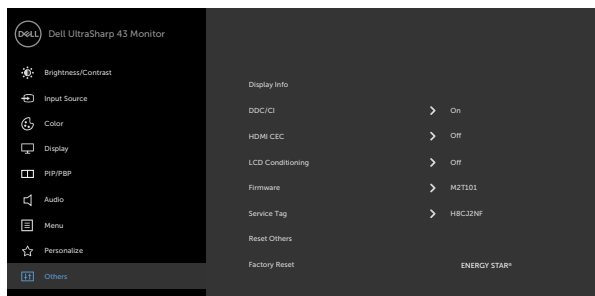 DELL Dell UltraSharp 43 Monitor
Brightness/Contrast
Input Source
Color
Display
PIP/PBP
Audio
Menu
Personalize
Others
Display Info
DDC/CI On
HDMI CEC Off
LCD Conditioning Off
Firmware M2T101
Service Tag H8CJ2NF
Reset Others
Factory Reset ENERGY STAR®